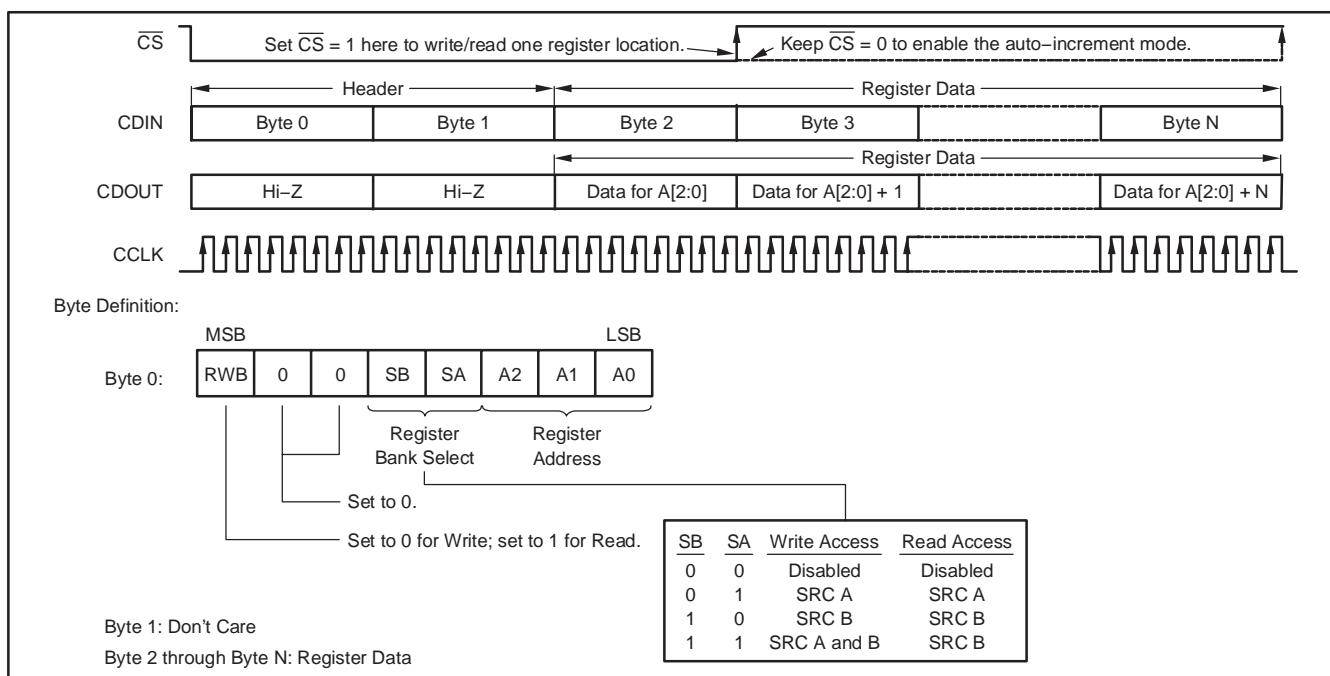 CS Set CS = 1 here to write/read one register location. Keep CS = 0 to enable the auto−increment mode.
Header Register Data
CDIN Byte 0 Byte 1 Byte 2 Byte 3 Byte N
Register Data
CDOUT Hi−Z Hi−Z Data for A[2:0] Data for A[2:0] + 1 Data for A[2:0] + N
CCLK
Byte Definition:
MSB LSB
Byte 0: RWB 0 0 SB SA A2 A1 A0
Register Bank Select
Register Address
Set to 0.
Set to 0 for Write; set to 1 for Read.
SB SA Write Access Read Access
0 0 Disabled Disabled
0 1 SRC A SRC A
1 0 SRC B SRC B
1 1 SRC A and B SRC B
Byte 1: Don't Care
Byte 2 through Byte N: Register Data